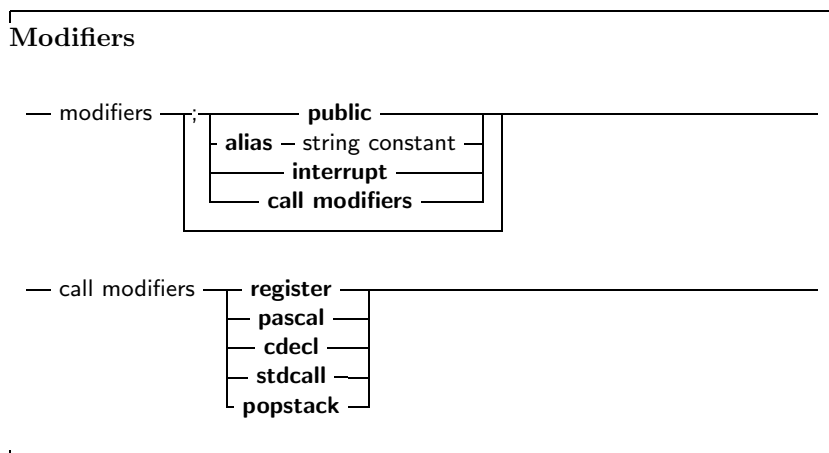 Modifiers
modifiers ; public
alias string constant
interrupt
call modifiers
call modifiers register
pascal
cdecl
stdcall
popstack